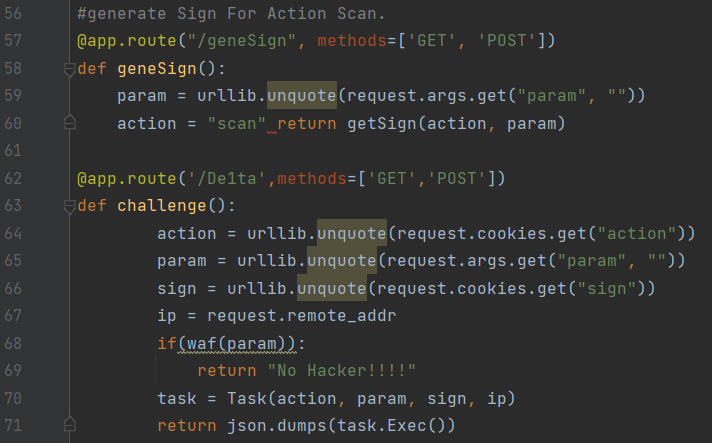 56 #generate Sign For Action Scan.
57 @app.route("/geneSign", methods=['GET', 'POST'])
58 def geneSign():
59     param = urllib.unquote(request.args.get("param", ""))
60     action = "scan" return getSign(action, param)
61
62 @app.route('/De1ta',methods=['GET','POST'])
63 def challenge():
64         action = urllib.unquote(request.cookies.get("action"))
65         param = urllib.unquote(request.args.get("param", ""))
66         sign = urllib.unquote(request.cookies.get("sign"))
67         ip = request.remote_addr
68         if(waf(param)):
69             return "No Hacker!!!!"
70         task = Task(action, param, sign, ip)
71         return json.dumps(task.Exec())